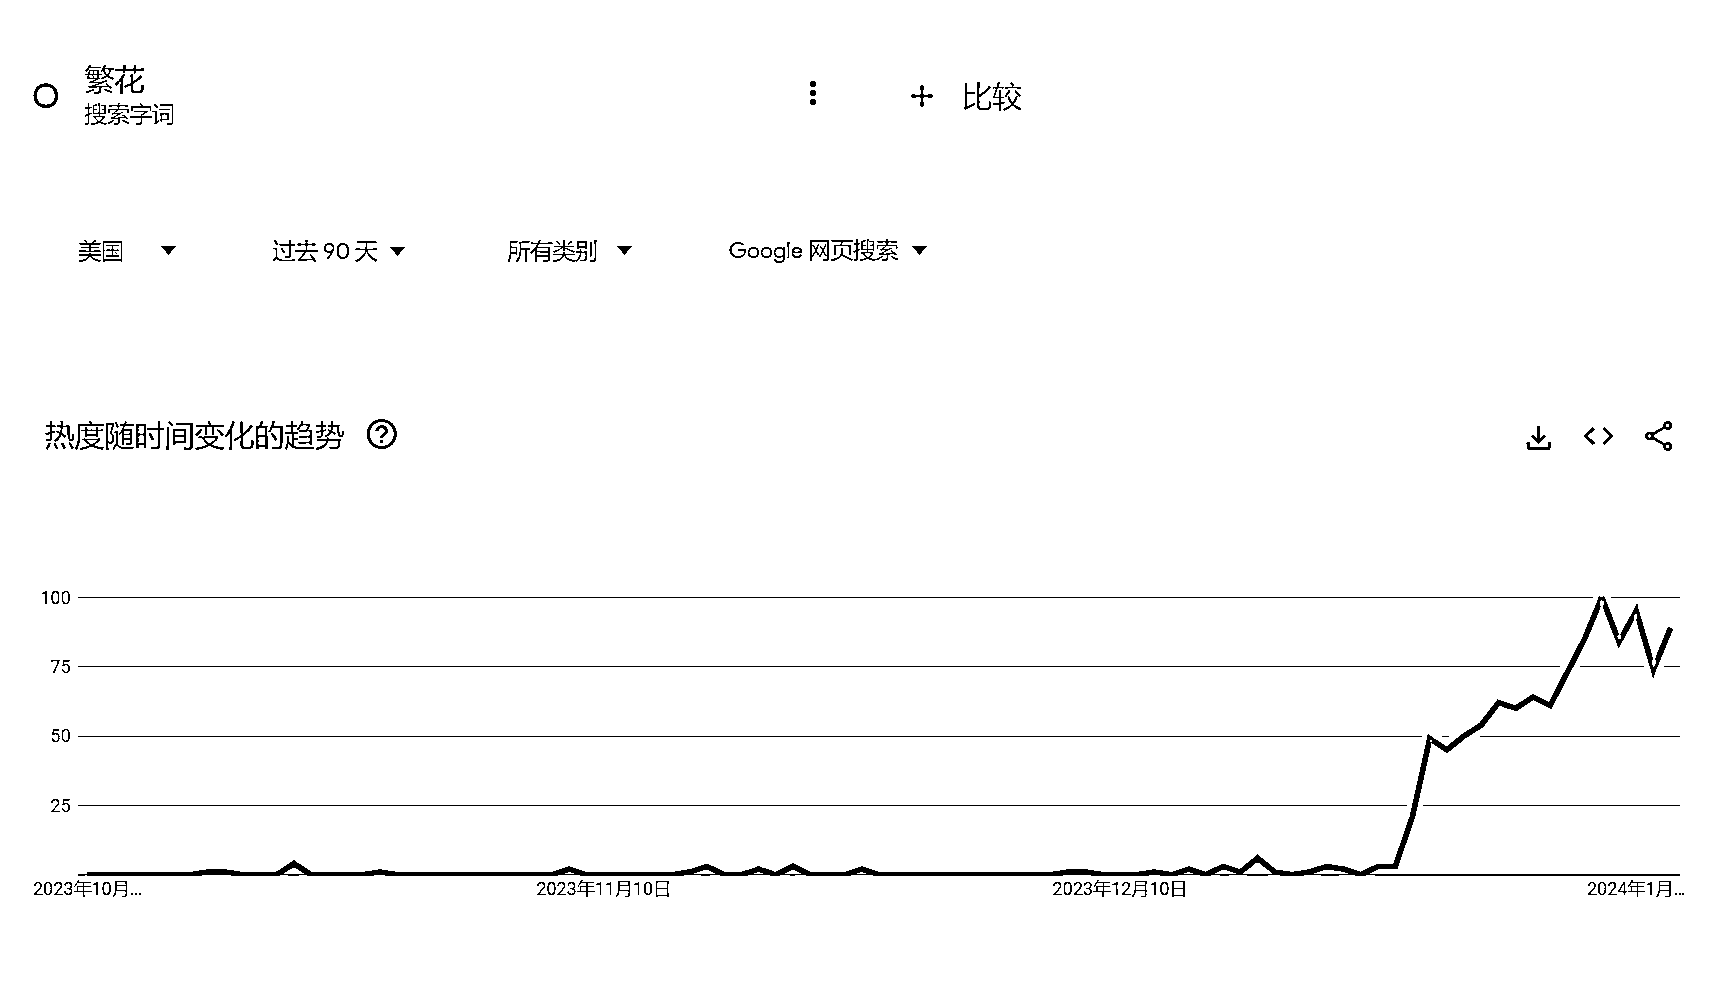 繁花
搜索字词
比较
美国
过去 90 天
所有类别
Google 网页搜索
热度随时间变化的趋势
100
75
50
25
2023年10月...
2023年11月10日
2023年12月10日
2024年1月...